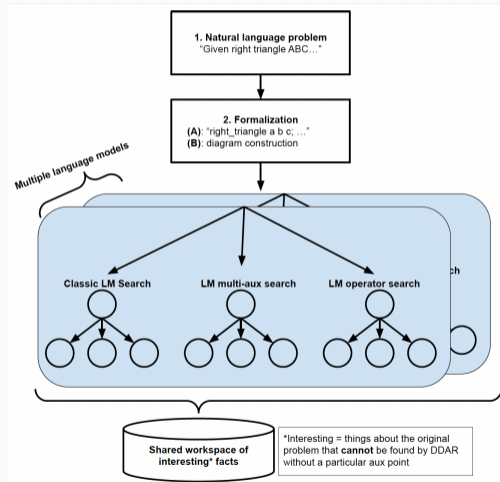 1. Natural language problem
"Given right triangle ABC..."
2. Formalization
(A): "right_triangle a b c; ..."
(B): diagram construction
Multiple language models
Classic LM Search
LM multi-aux search
LM operator search
ch
Shared workspace of
interesting* facts
*Interesting = things about the original
problem that cannot be found by DDAR
without a particular aux point